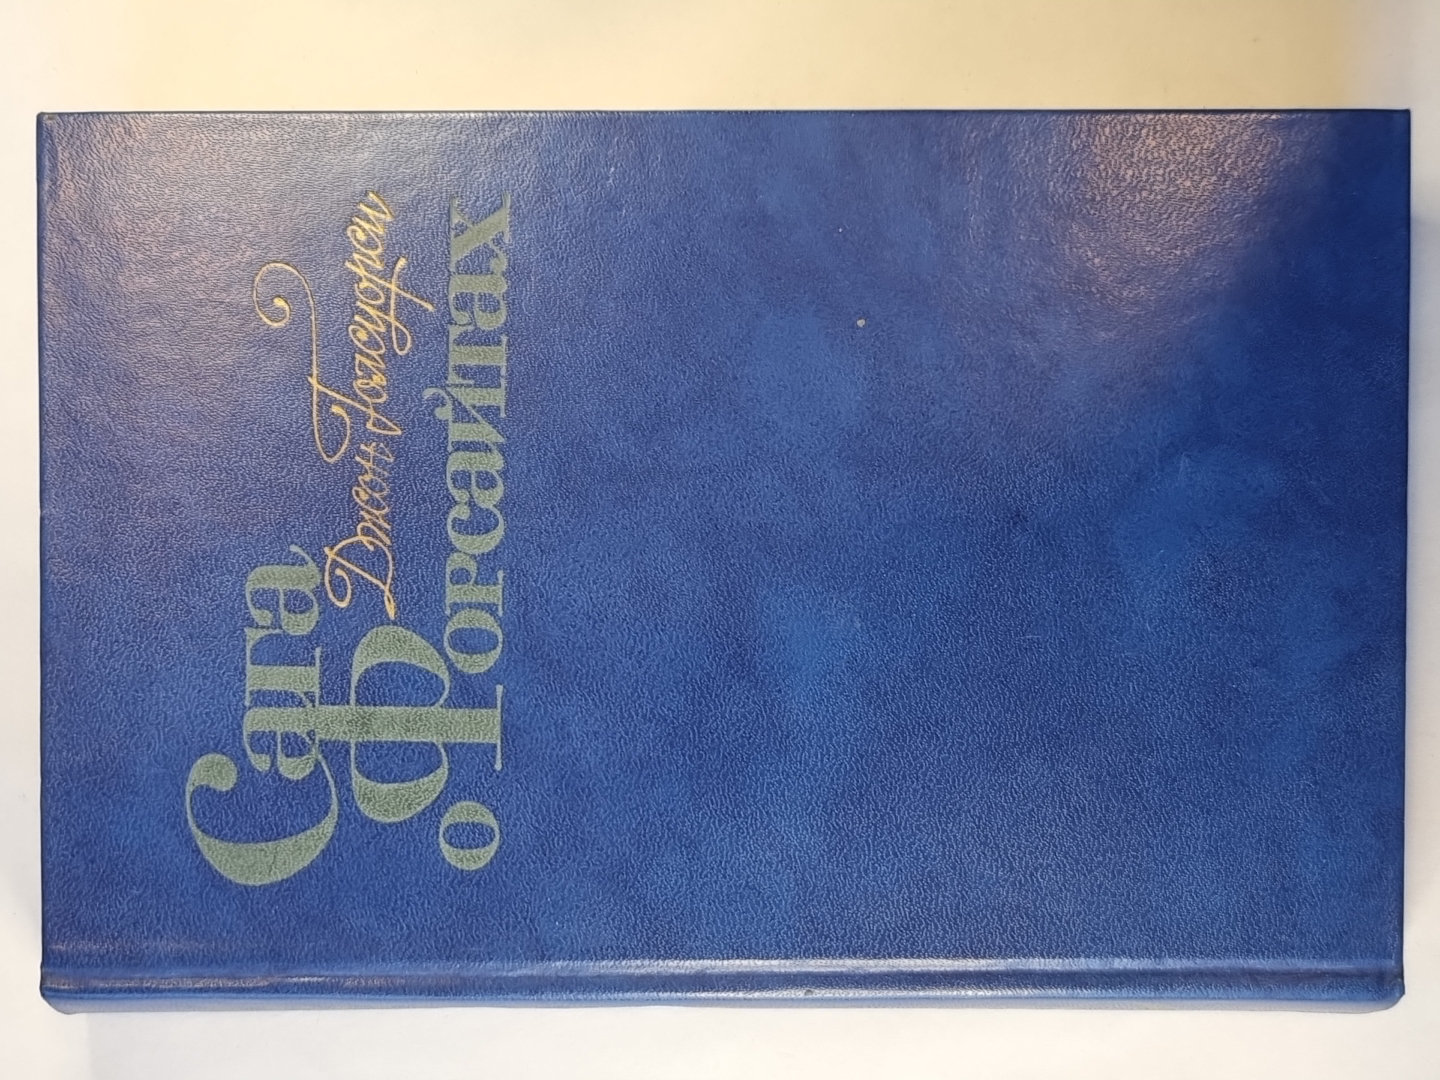 Сага
Джон Голсуорси
о Форсайтах